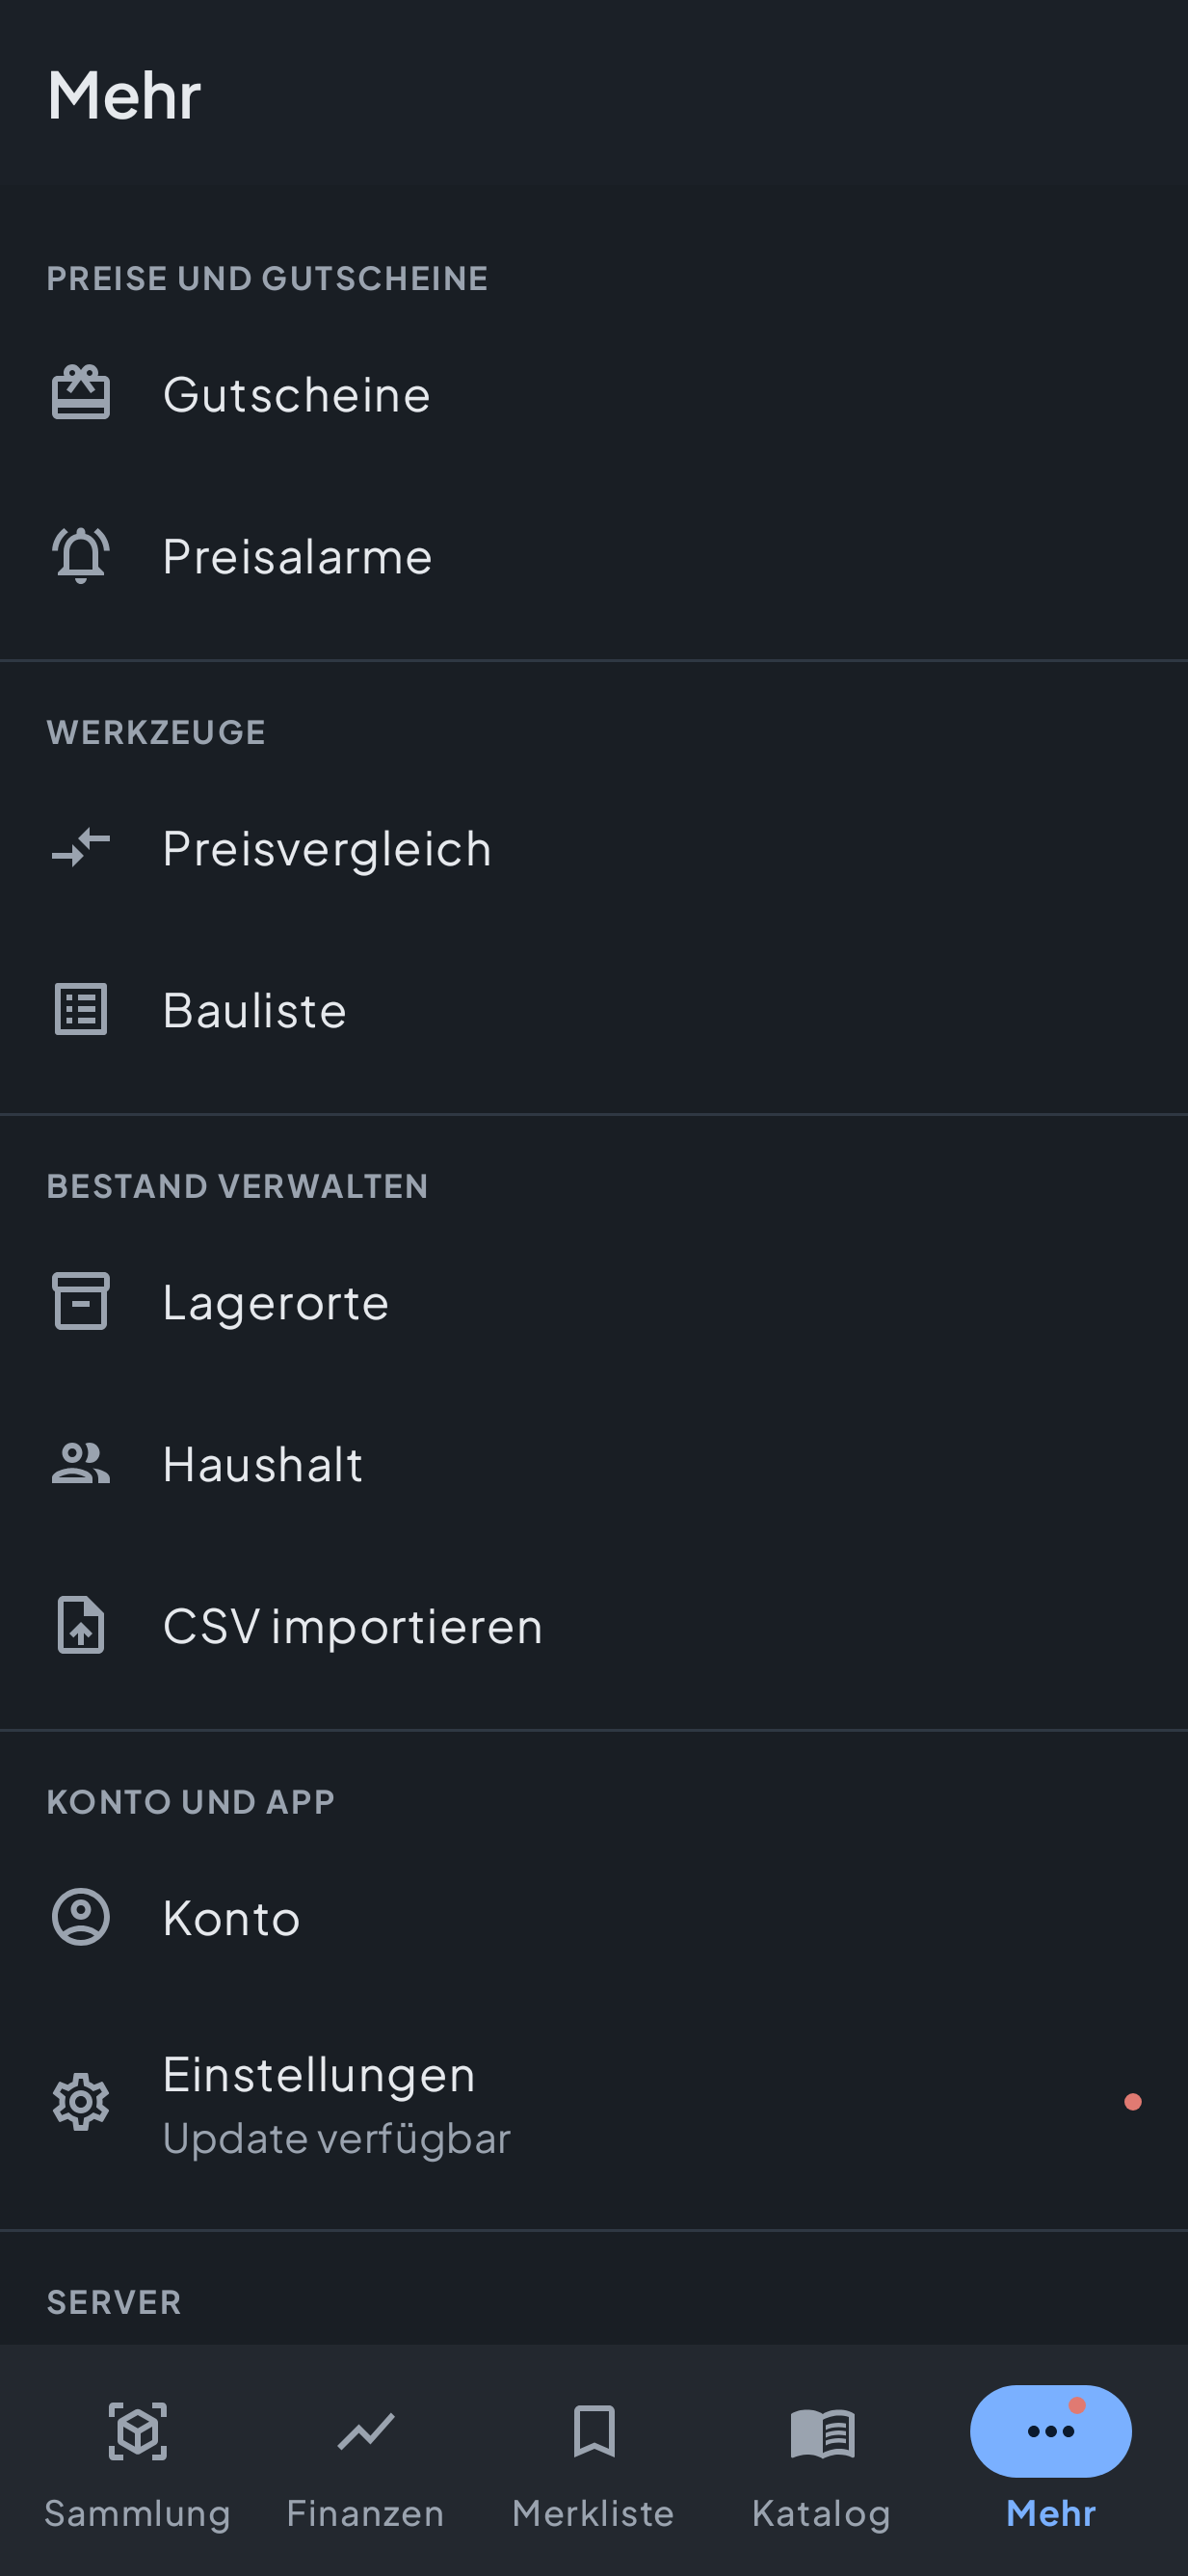 Mehr
PREISE UND GUTSCHEINE
Gutscheine
Preisalarme
WERKZEUGE
Preisvergleich
Bauliste
BESTAND VERWALTEN
Lagerorte
Haushalt
CSV importieren
KONTO UND APP
Konto
Einstellungen
Update verfügbar
SERVER
Sammlung Finanzen Merkliste Katalog Mehr